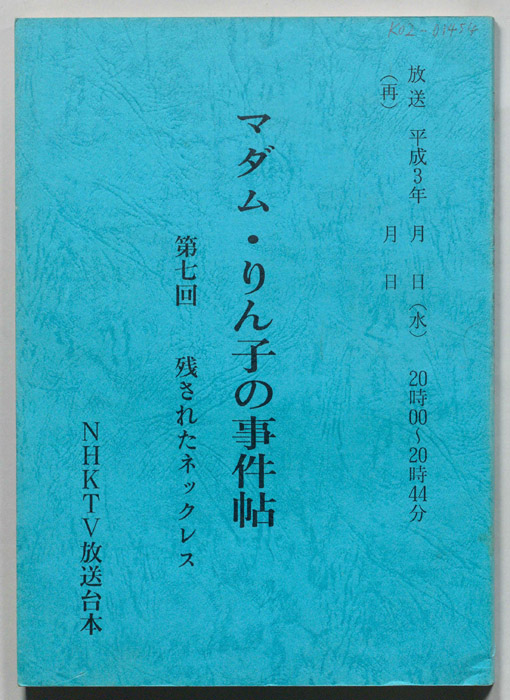 K02-01454
放送 平成3年 月 日(水) 20時00~20時44分
(再) 月 日
マダム・りん子の事件帖
第七回 残されたネックレス
NHKTV放送台本